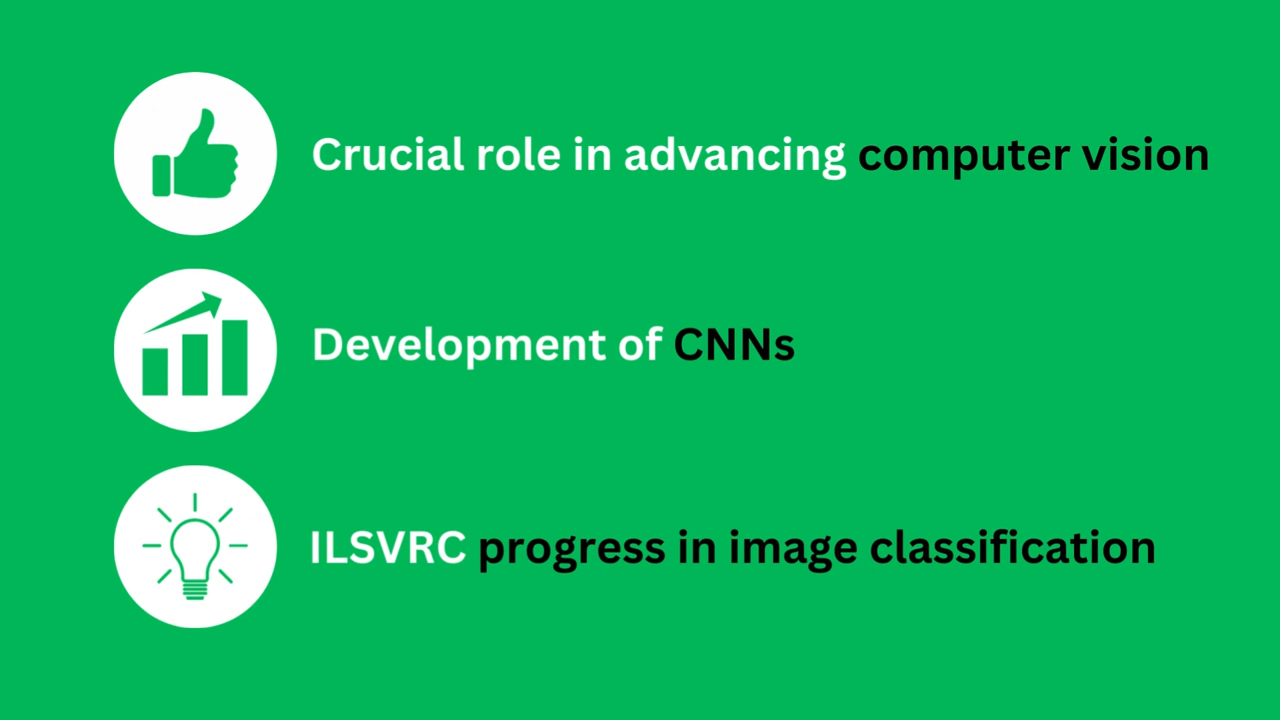 Crucial role in advancing computer vision
Development of CNNs
ILSVRC progress in image classification